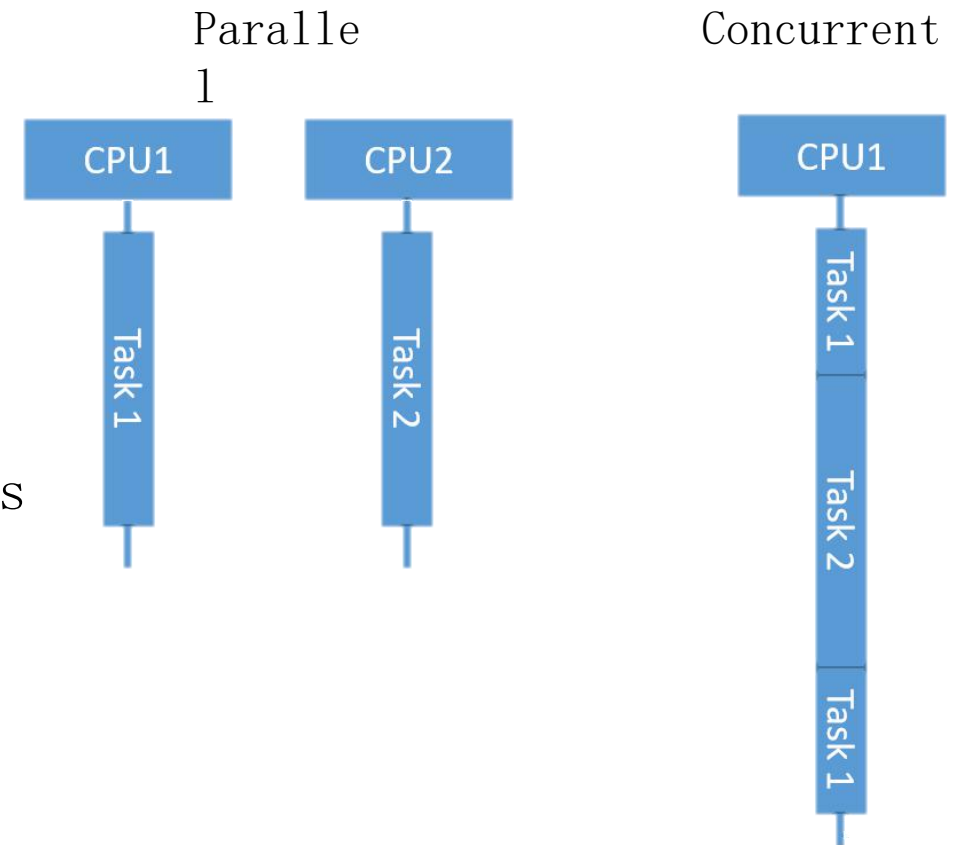 Paralle
l
Concurrent
CPU1
CPU2
CPU1
Task 1
Task 2
Task 1
Task 2
Task 1
s